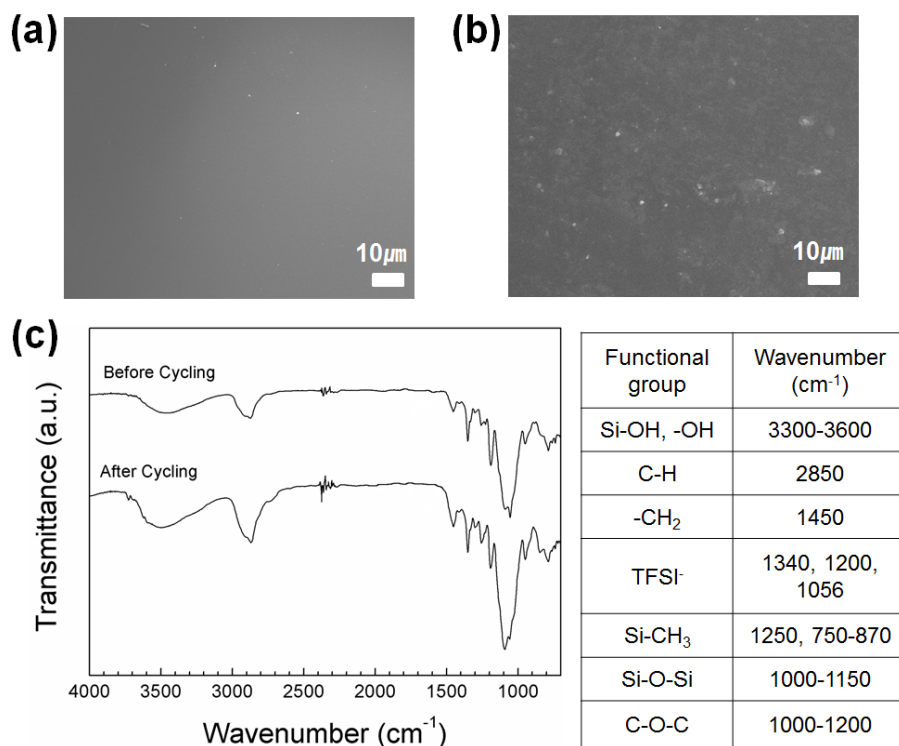 (a)
10μm
(b)
10μm
(c)
Before Cycling
After Cycling
Transmittance (a.u.)
4000 3500 3000 2500 2000 1500 1000
Wavenumber (cm⁻¹)
Functional group
Wavenumber (cm⁻¹)
Si-OH, -OH
3300-3600
C-H
2850
-CH₂
1450
TFSI⁻
1340, 1200,
1056
Si-CH₃
1250, 750-870
Si-O-Si
1000-1150
C-O-C
1000-1200